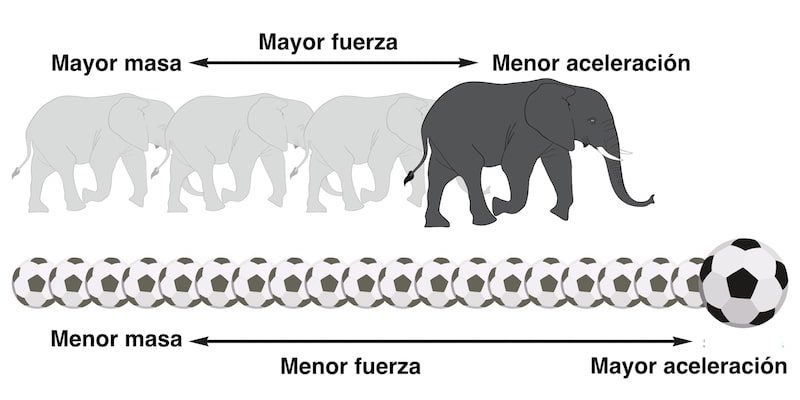 Mayor fuerza
Mayor masa
Menor aceleración
Menor masa
Menor fuerza
Mayor aceleración